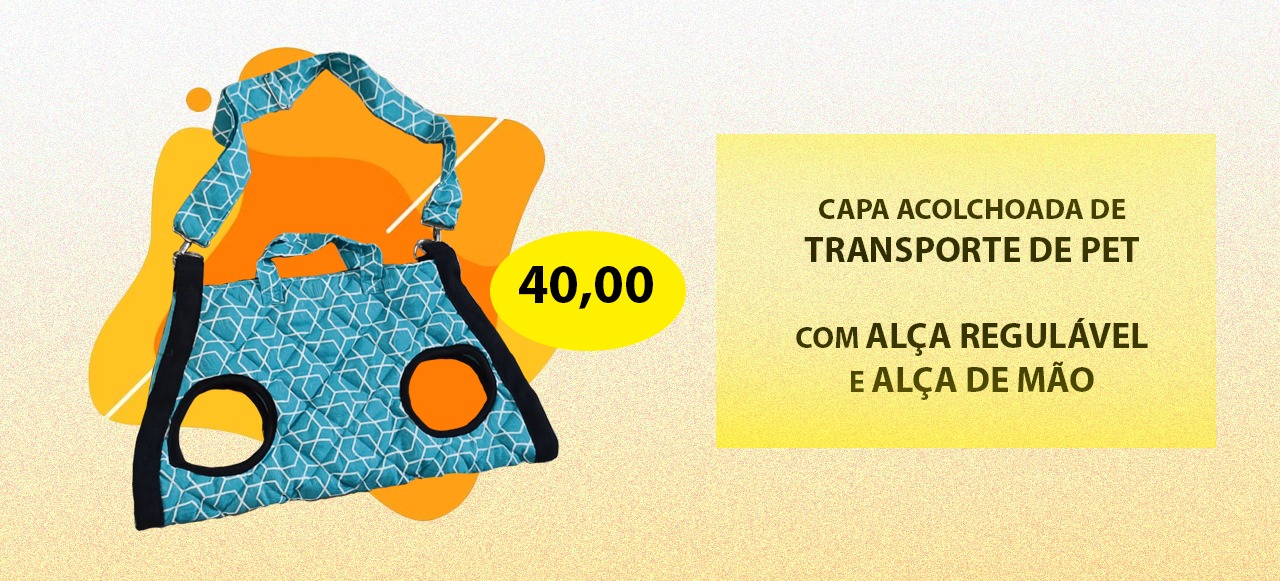 40,00
CAPA ACOLCHOADA DE
TRANSPORTE DE PET
COM ALÇA REGULÁVEL
E ALÇA DE MÃO